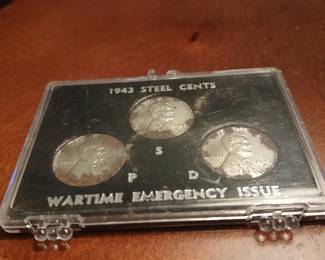 1943 STEEL CENTS
S
P D
WARTIME EMERGENCY ISSUE